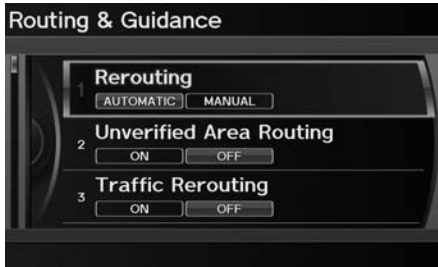 Routing & Guidance
1 Rerouting
AUTOMATIC MANUAL
2 Unverified Area Routing
ON OFF
3 Traffic Rerouting
ON OFF